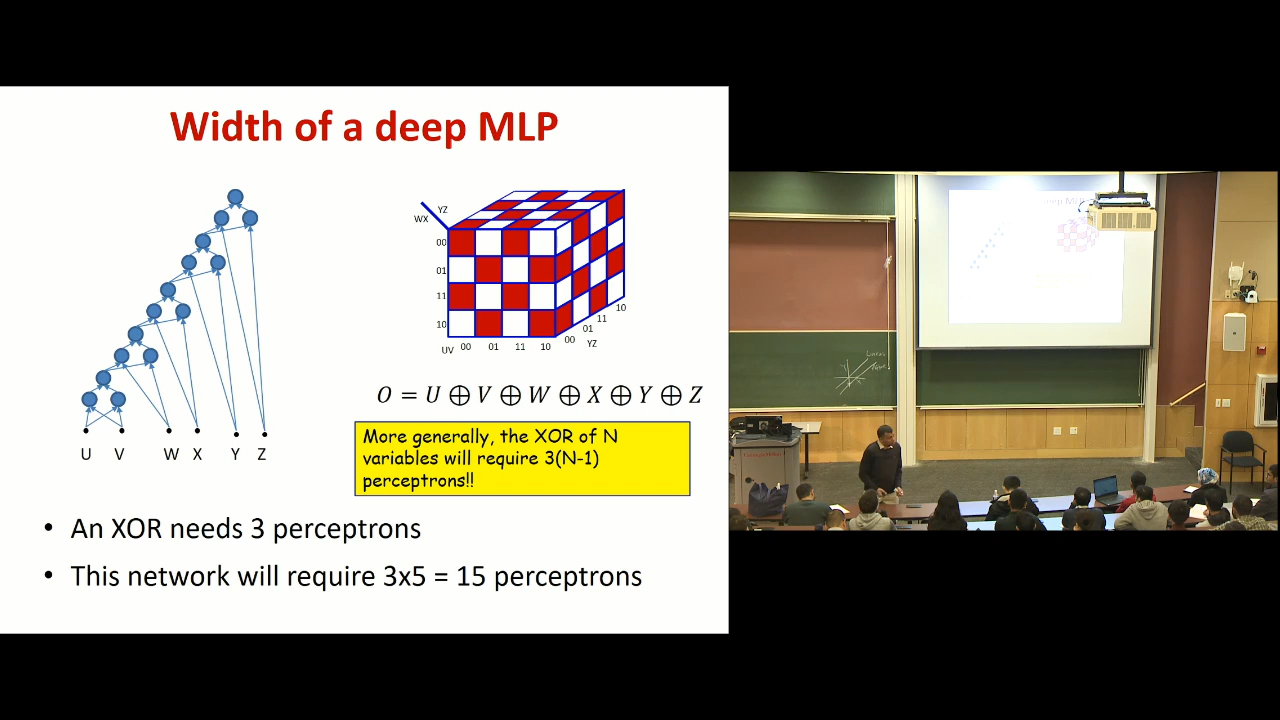 Width of a deep MLP
YZ
WX
00
01
11
10
UV 00 01 11 10
00
01
11
10
YZ
U V W X Y Z
O = U ⊕ V ⊕ W ⊕ X ⊕ Y ⊕ Z
More generally, the XOR of N
variables will require 3(N-1)
perceptrons!!
• An XOR needs 3 perceptrons
• This network will require 3x5 = 15 perceptrons